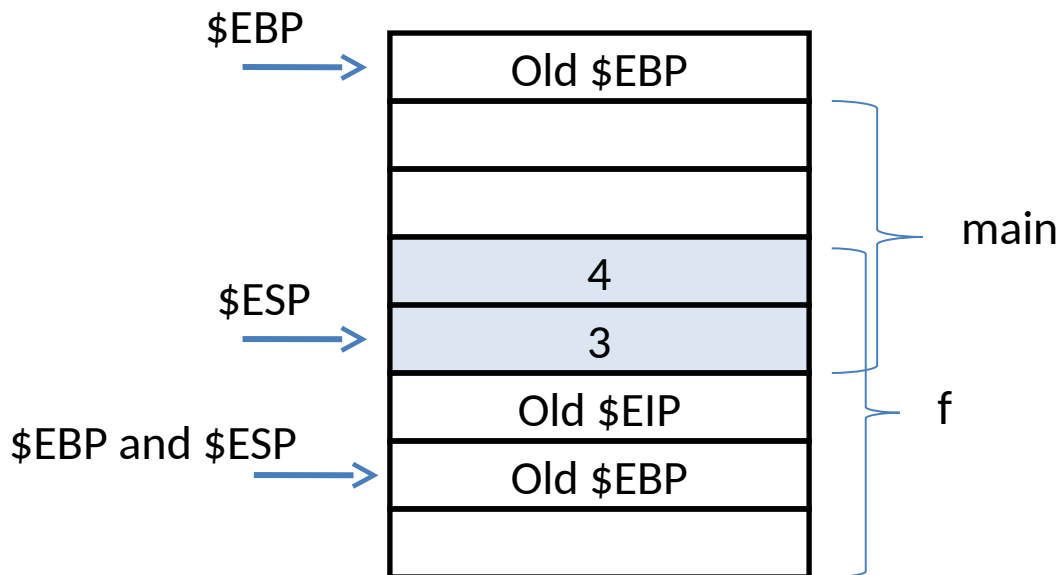 $EBP
Old $EBP
main
4
$ESP
3
Old $EIP
f
$EBP and $ESP
Old $EBP